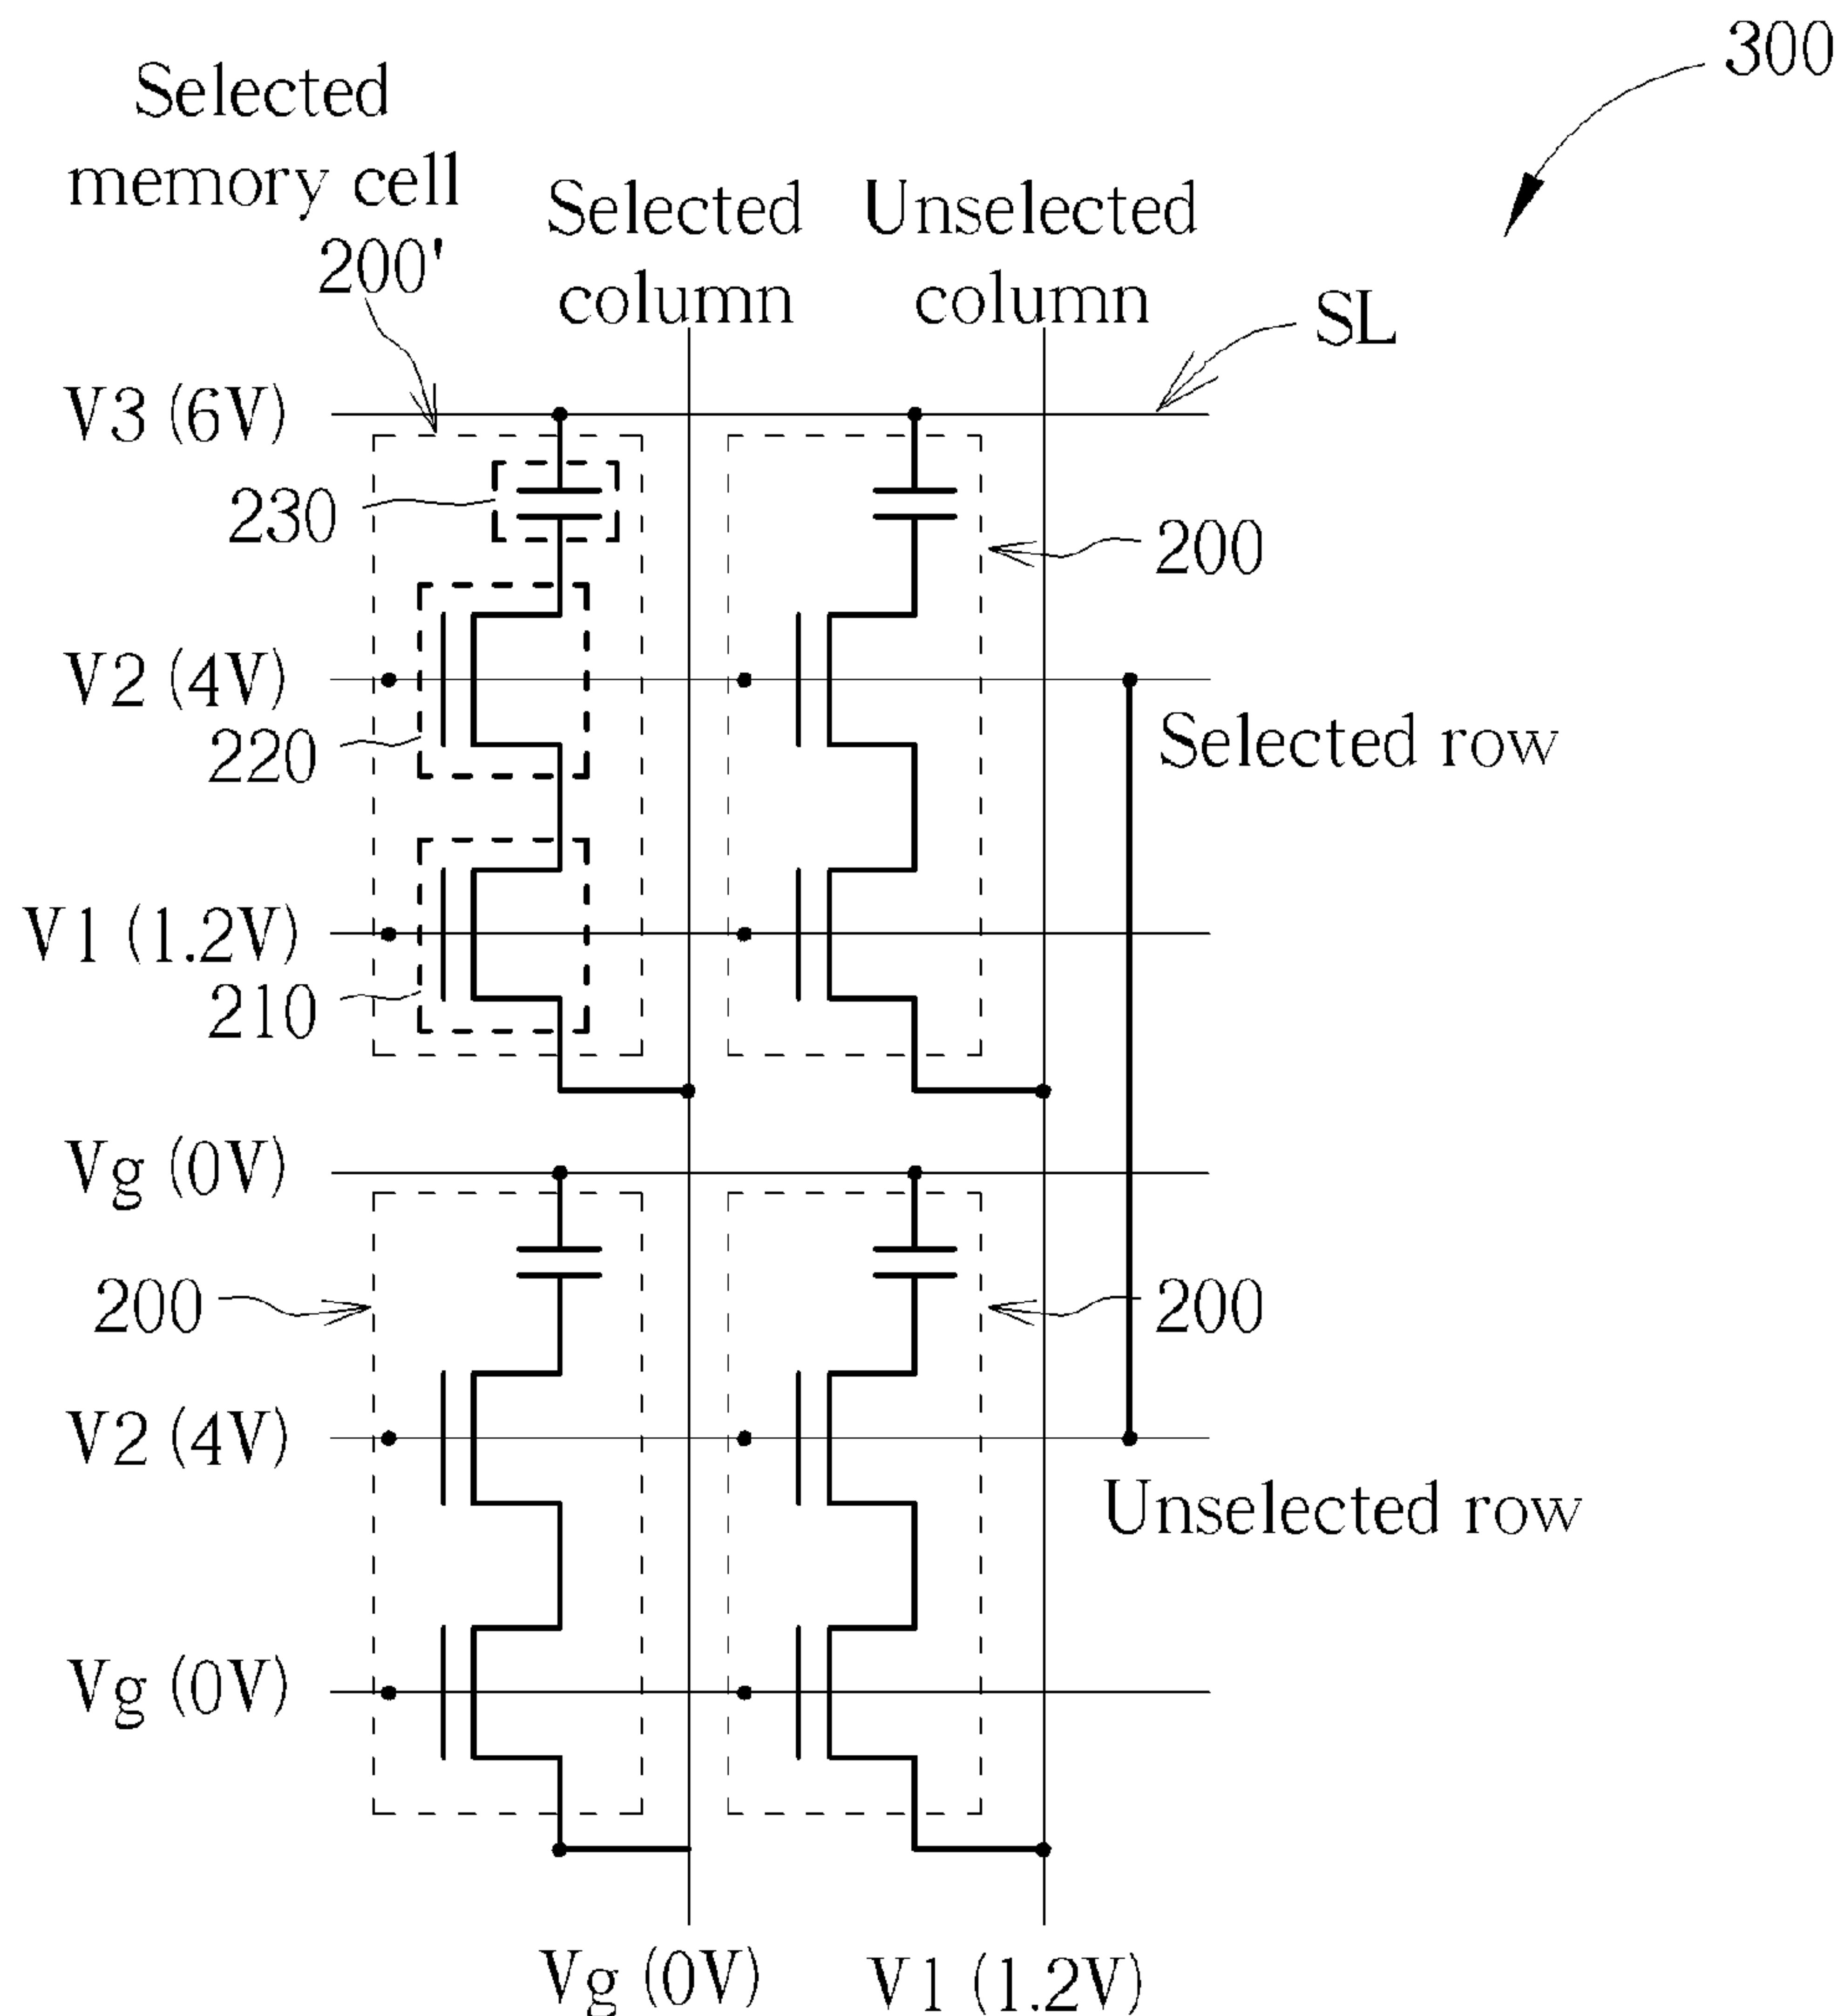 300
Selected
memory cell
200'
Selected
column
Unselected
column
SL
V3 (6V)
230
200
V2 (4V)
220
Selected row
V1 (1.2V)
210
Vg (0V)
200
200
V2 (4V)
Unselected row
Vg (0V)
Vg (0V)
V1 (1.2V)